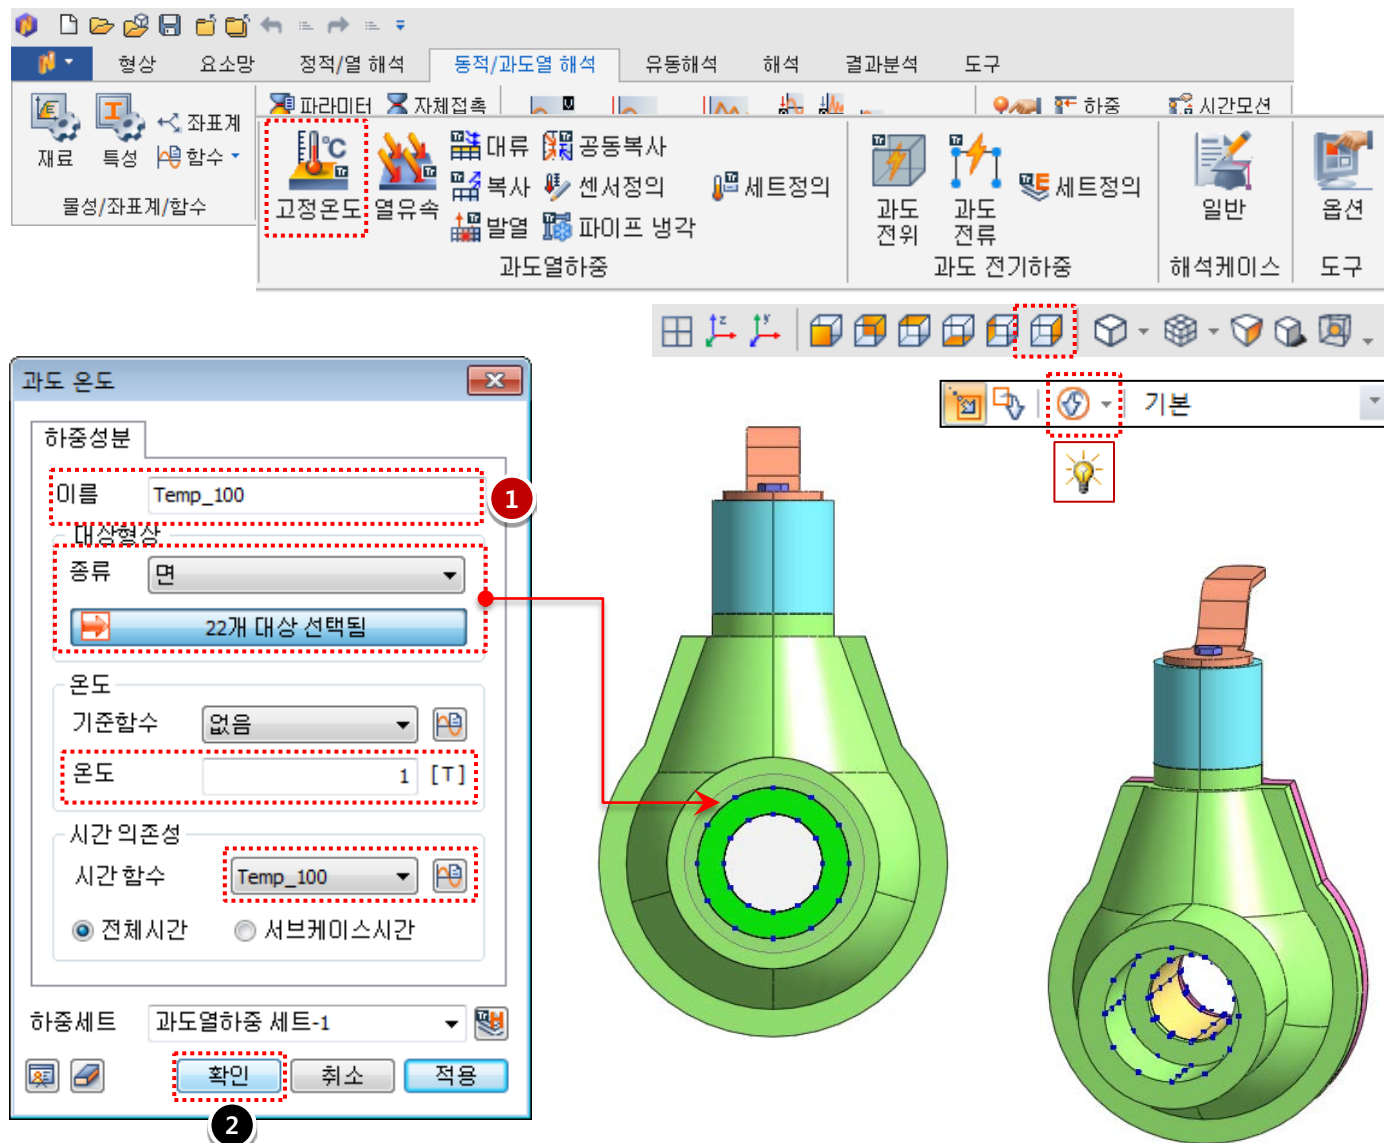 형상 요소망 정적/열 해석 동적/과도열 해석 유동해석 해석 결과분석 도구
파라미터 자체접촉 하중 시간모션
재료 특성 좌표계
함수
물성/좌표계/함수
고정온도 열유속 대류 공동복사
복사 센서정의 세트정의
발열 파이프 냉각
과도열하중
과도
전위
과도
전류
세트정의
과도 전기하중
일반
해석케이스
옵션
도구
기본
과도 온도
하중성분
이름 Temp_100
1
대상형상
종류 면
22개 대상 선택됨
온도
기준함수 없음
온도 1 [T]
시간 의존성
시간 함수 Temp_100
전체시간 서브케이스시간
하중세트 과도열하중 세트-1
확인 취소 적용
2